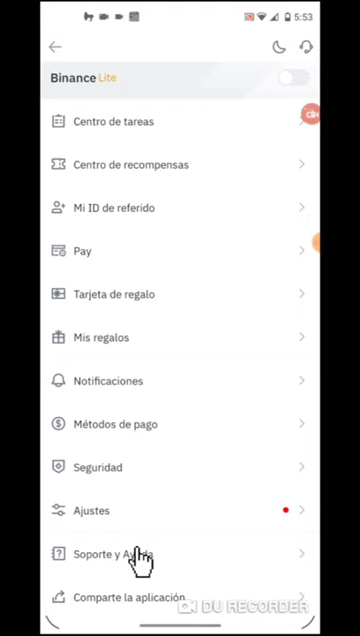 5:53
Binance Lite
Centro de tareas
Centro de recompensas
Mi ID de referido
Pay
Tarjeta de regalo
Mis regalos
Notificaciones
Métodos de pago
Seguridad
Ajustes
Soporte y Ayuda
Comparte la aplicación
DU RECORDER